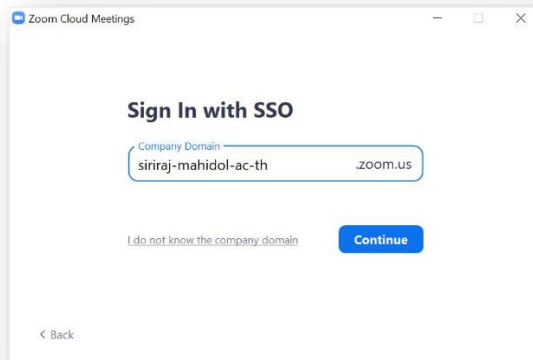 Zoom Cloud Meetings
Sign In with SSO
Company Domain
siriraj-mahidol-ac-th .zoom.us
I do not know the company domain Continue
< Back